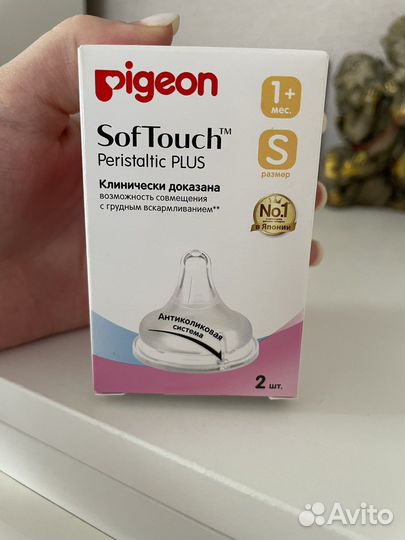 pigeon
1+
мес.
SofTouch™
Peristaltic PLUS
S
размер
Клинически доказана
возможность совмещения
с грудным вскармливанием**
No.1
в Японии
Антиколиковая
система
2 шт.
Avito